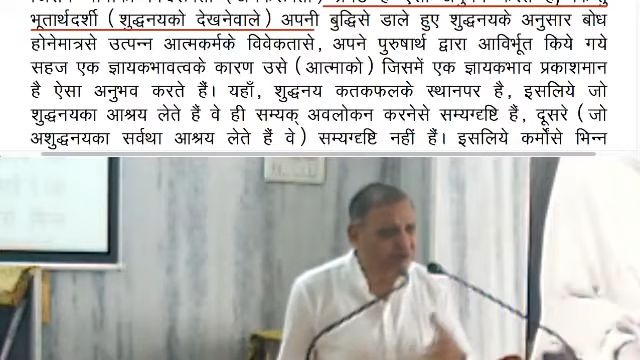 भूतार्थदर्शी (शुद्धनयको देखनेवाले) अपनी बुद्धिसे डाले हुए शुद्धनयके अनुसार बोध
होनेमात्रसे उत्पन्न आत्मकर्मके विवेकतासे, अपने पुरुषार्थ द्वारा आविर्भूत किये गये
सहज एक ज्ञायकभावत्वके कारण उसे (आत्माको) जिसमें एक ज्ञायकभाव प्रकाशमान
है ऐसा अनुभव करते हैं। यहाँ, शुद्धनय कतकफलके स्थानपर है, इसलिये जो
शुद्धनयका आश्रय लेते हैं वे ही सम्यक् अवलोकन करनेसे सम्यग्दृष्टि हैं, दूसरे (जो
अशुद्धनयका सर्वथा आश्रय लेते हैं वे) सम्यग्दृष्टि नहीं हैं। इसलिये कर्मोंसे भिन्न